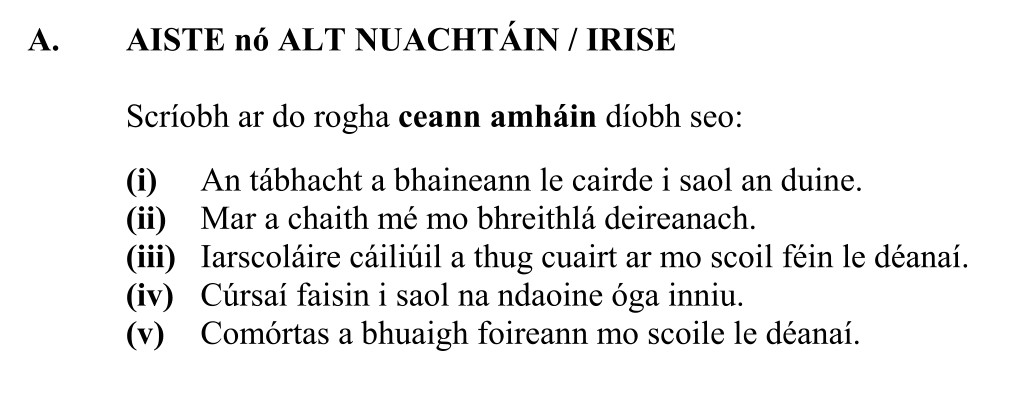 A. AISTE nó ALT NUACHTÁIN / IRISE
Scríobh ar do rogha ceann amháin díobh seo:
(i) An tábhacht a bhaineann le cairde i saol an duine.
(ii) Mar a chaith mé mo bhreithlá deireanach.
(iii) Iarscoláire cáiliúil a thug cuairt ar mo scoil féin le déanaí.
(iv) Cúrsaí faisin i saol na ndaoine óga inniu.
(v) Comórtas a bhuaigh foireann mo scoile le déanaí.